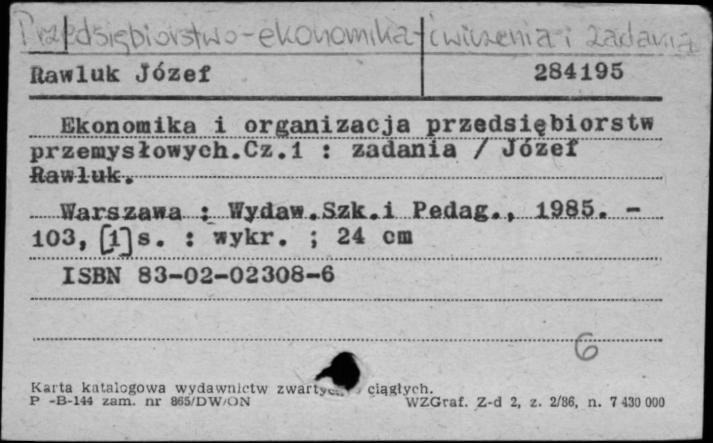 Przedsiębiorstwo-ekonomika-ćwiczenia i zadania
Rawluk Józef 284195
Ekonomika i organizacja przedsiębiorstw
przemysłowych.Cz.1 : zadania / Józef
Rawluk.
Warszawa : Wydaw.Szk.i Pedag., 1985. -
103, [1] s. : wykr. ; 24 cm
ISBN 83-02-02308-6
6
Karta katalogowa wydawnictw ciągłych.
P -B-144 zam. nr 865/DW/ON WZGraf. Z-d 2, z. 2/86, n. 7 430 000